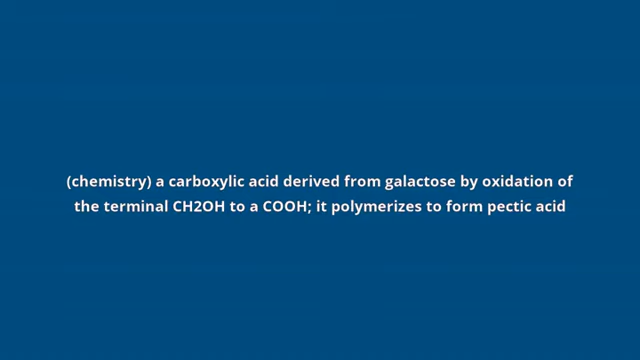 (chemistry) a carboxylic acid derived from galactose by oxidation of
the terminal CH2OH to a COOH; it polymerizes to form pectic acid